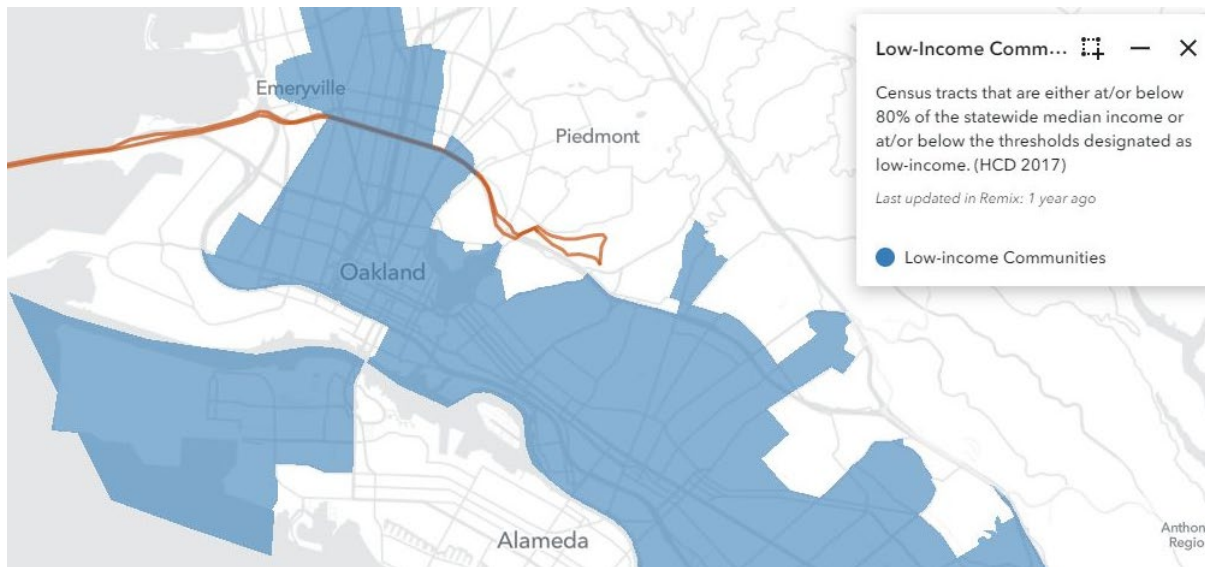 Low-Income Comm...
Census tracts that are either at/or below
80% of the statewide median income or
at/or below the thresholds designated as
low-income. (HCD 2017)
Last updated in Remix: 1 year ago
Low-income Communities
Emeryville
Piedmont
Oakland
Alameda
Anthon
Regio